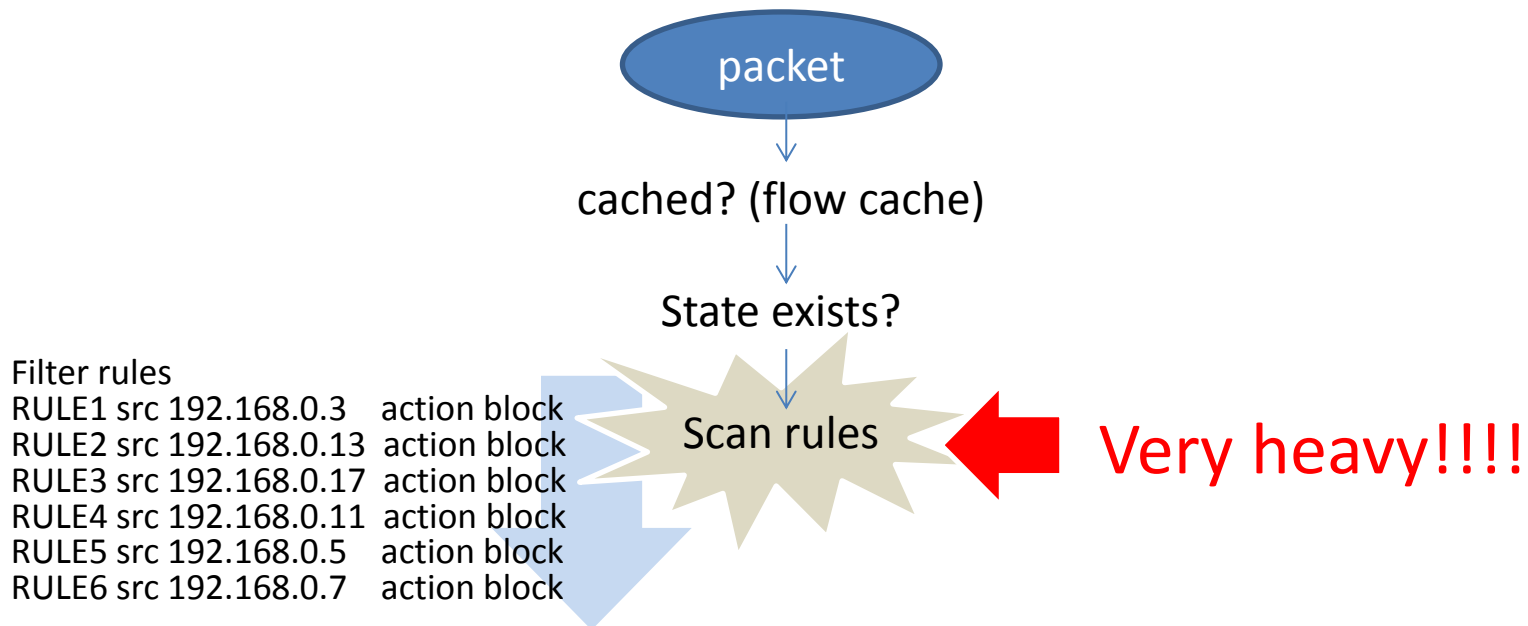 packet
cached? (flow cache)
State exists?
Scan rules
Very heavy!!!!
Filter rules
RULE1 src 192.168.0.3 action block
RULE2 src 192.168.0.13 action block
RULE3 src 192.168.0.17 action block
RULE4 src 192.168.0.11 action block
RULE5 src 192.168.0.5 action block
RULE6 src 192.168.0.7 action block